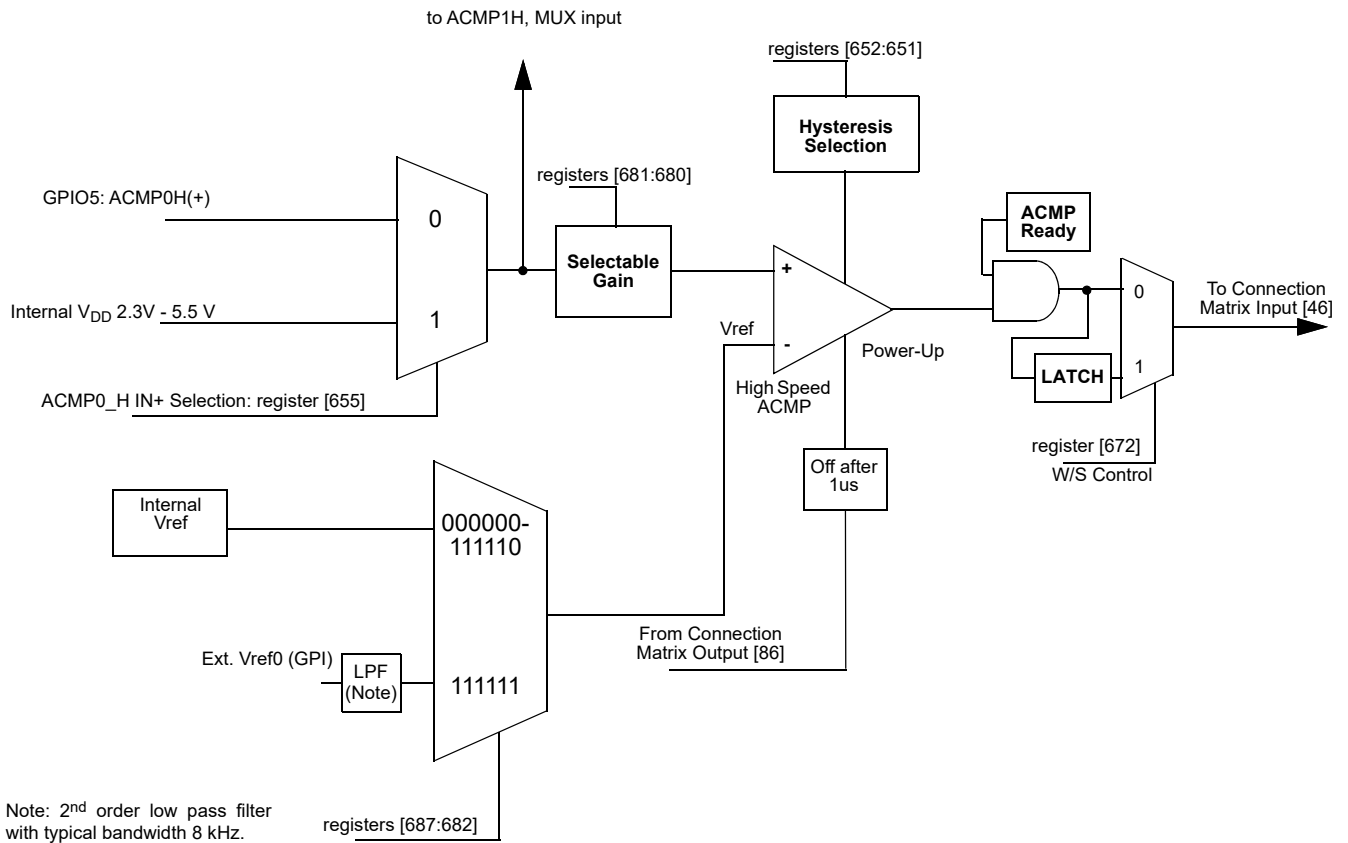 to ACMP1H, MUX input
registers [652:651]
Hysteresis
Selection
registers [681:680]
GPIO5: ACMP0H(+)
0
Selectable
Gain
ACMP
Ready
+
Internal VDD 2.3V - 5.5 V
1
0
To Connection
Matrix Input [46]
Vref
-
Power-Up
LATCH
1
High Speed
ACMP
ACMP0_H IN+ Selection: register [655]
register [672]
W/S Control
Off after
1us
Internal
Vref
000000-
111110
From Connection
Matrix Output [86]
Ext. Vref0 (GPI)
LPF
(Note)
111111
Note: 2nd order low pass filter
with typical bandwidth 8 kHz.
registers [687:682]